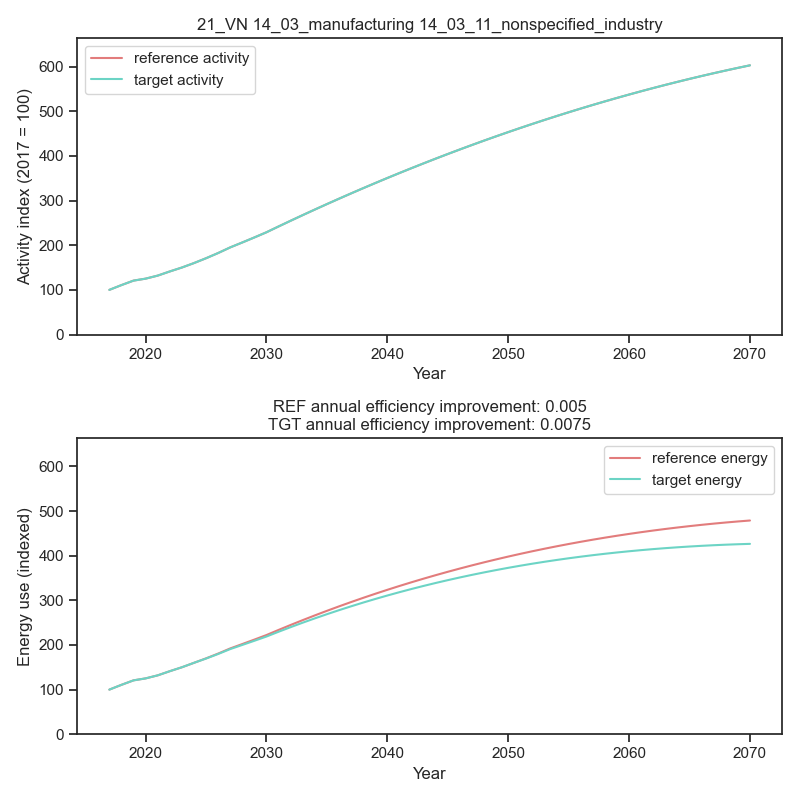 21_VN 14_03_manufacturing 14_03_11_nonspecified_industry
reference activity
target activity
Activity index (2017 = 100)
600
500
400
300
200
100
0
2020 2030 2040 2050 2060 2070
Year
REF annual efficiency improvement: 0.005
TGT annual efficiency improvement: 0.0075
reference energy
target energy
Energy use (indexed)
600
500
400
300
200
100
0
2020 2030 2040 2050 2060 2070
Year